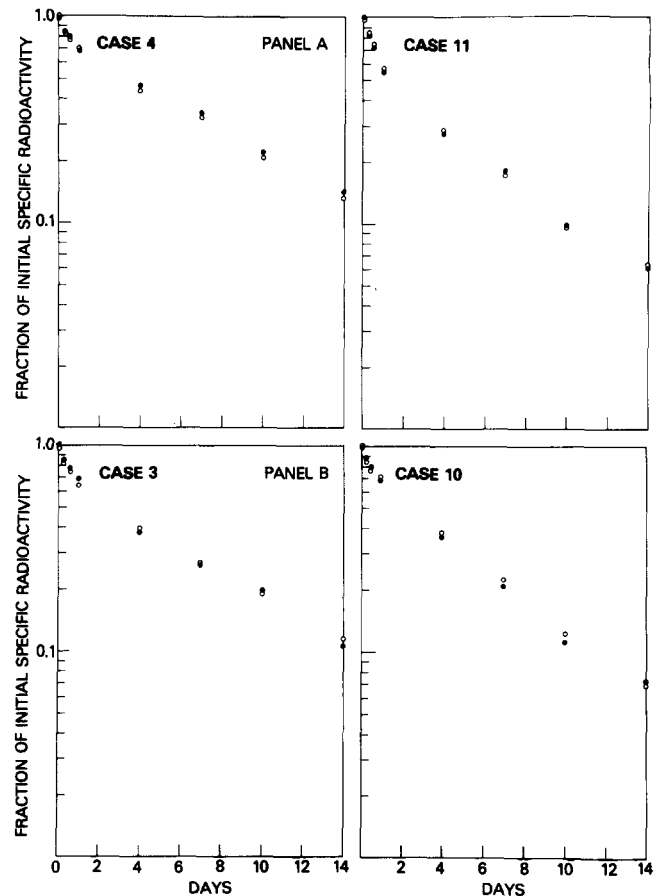 1.0
CASE 4 PANEL A CASE 11
0.1
FRACTION OF INITIAL SPECIFIC RADIOACTIVITY
1.0
CASE 3 PANEL B CASE 10
0.1
FRACTION OF INITIAL SPECIFIC RADIOACTIVITY
0 2 4 6 8 10 12 14 2 4 6 8 10 12 14
DAYS DAYS